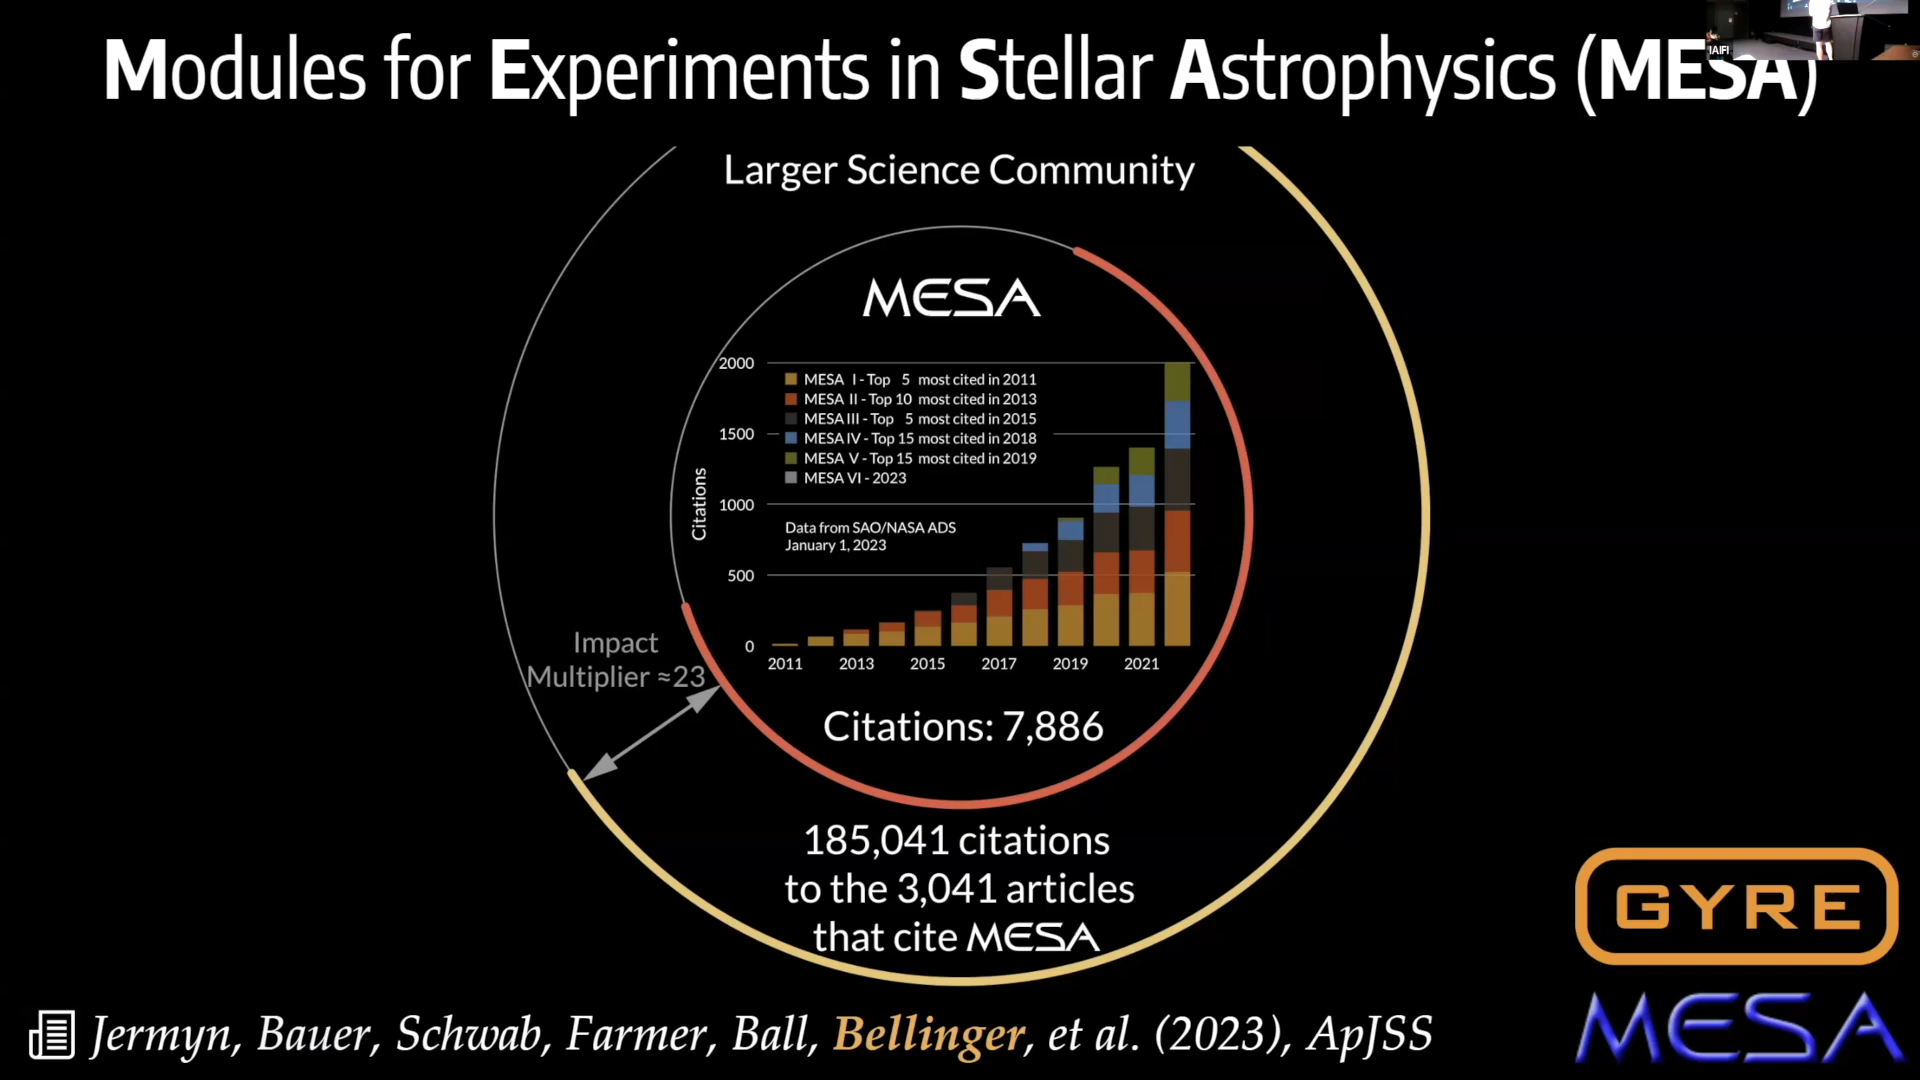 Modules for Experiments in Stellar Astrophysics (MESA)
IAIFI
Larger Science Community
MESA
2000
1500
1000
500
0
Citations
MESA I - Top 5 most cited in 2011
MESA II - Top 10 most cited in 2013
MESA III - Top 5 most cited in 2015
MESA IV - Top 15 most cited in 2018
MESA V - Top 15 most cited in 2019
MESA VI - 2023
Data from SAO/NASA ADS
January 1, 2023
2011 2013 2015 2017 2019 2021
Impact
Multiplier ≈23
Citations: 7,886
185,041 citations
to the 3,041 articles
that cite MESA
GYRE
MESA
Jermyn, Bauer, Schwab, Farmer, Ball, Bellinger, et al. (2023), ApJSS